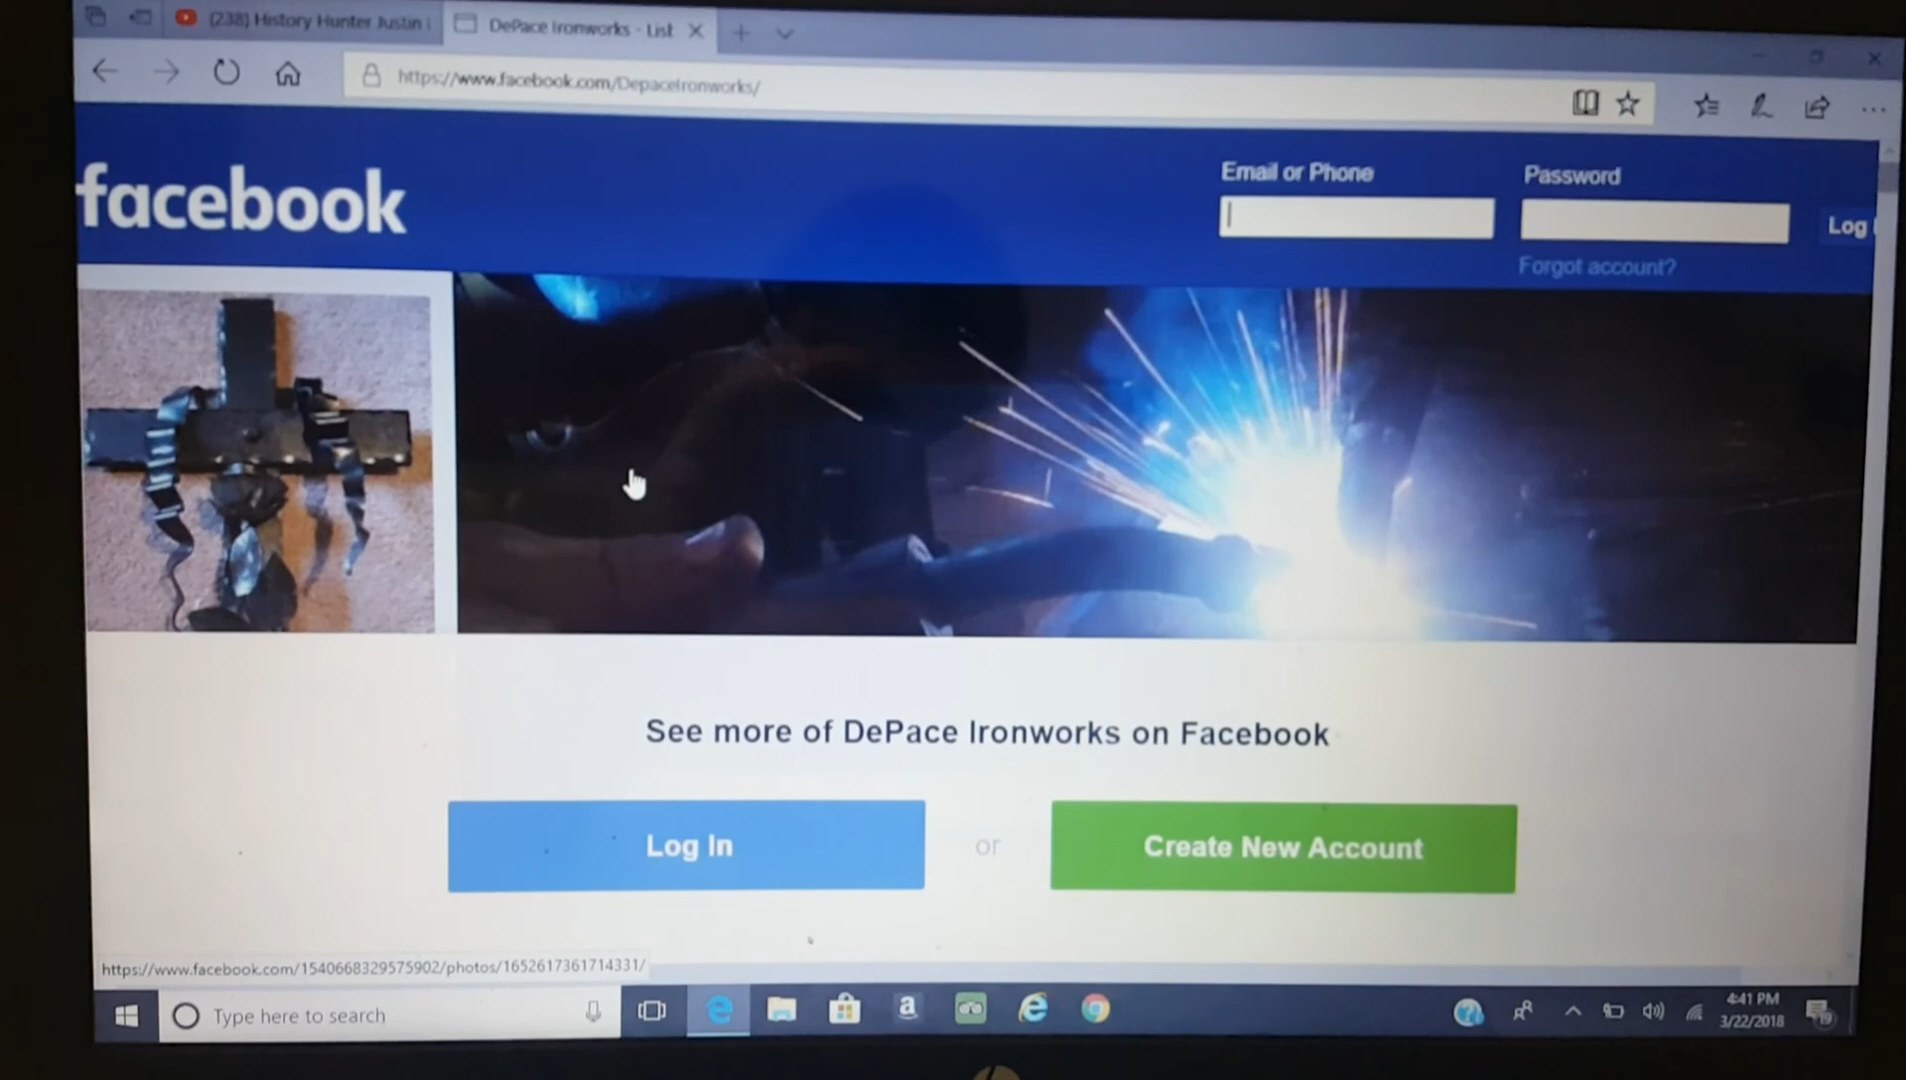 (238) History Hunter Justin
DePace Ironworks - List
https://www.facebook.com/DepaceIronworks/
facebook
Email or Phone
Password
Log
Forgot account?
See more of DePace Ironworks on Facebook
Log In
or
Create New Account
https://www.facebook.com/1540668329575902/photos/1652617361714331/
Type here to search
a
4:41 PM
3/22/2018
19